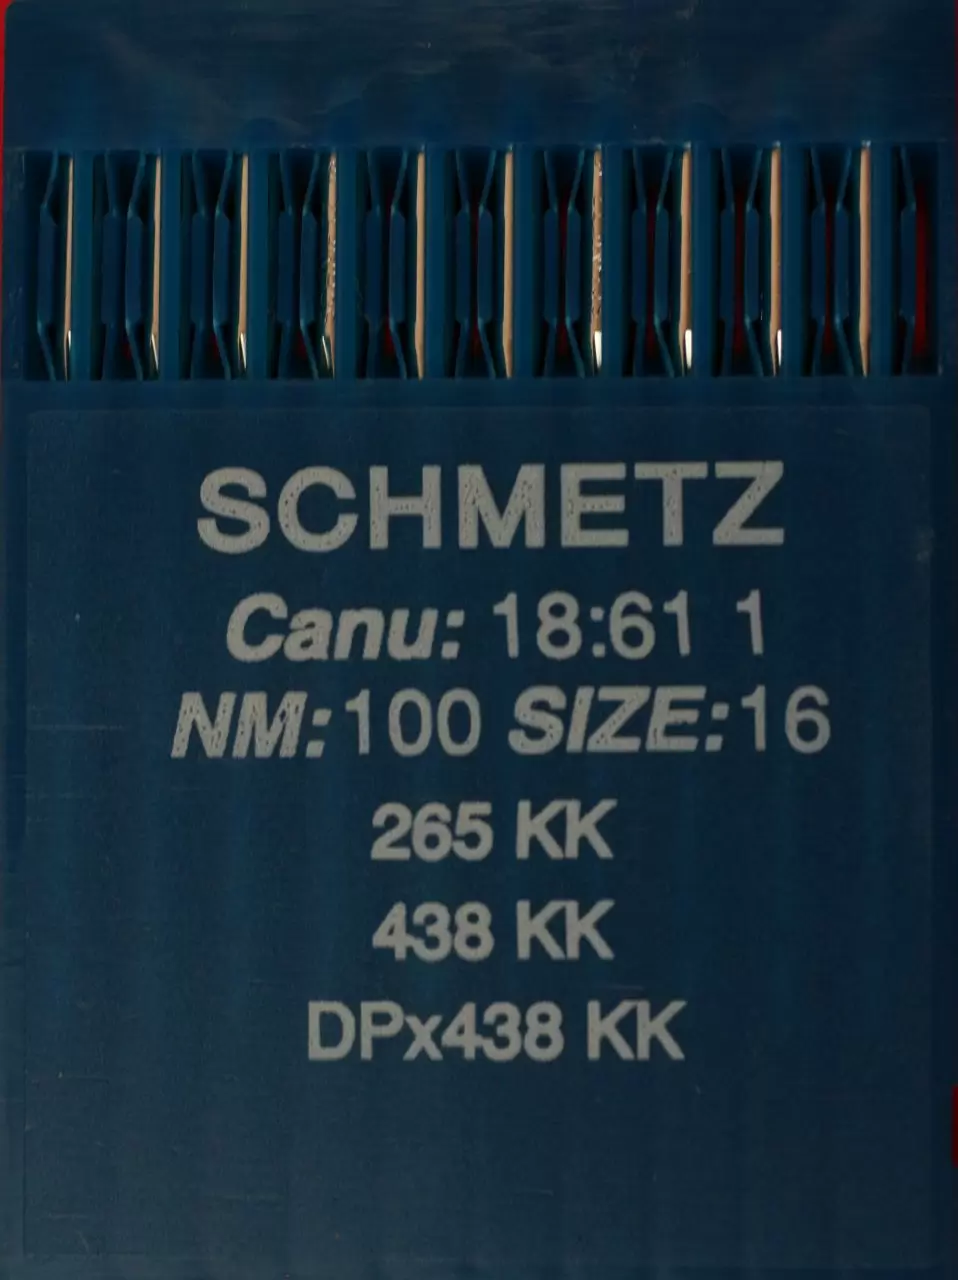 SCHMETZ
Canu: 18:61 1
NM:100 SIZE:16
265 KK
438 KK
DPx438 KK